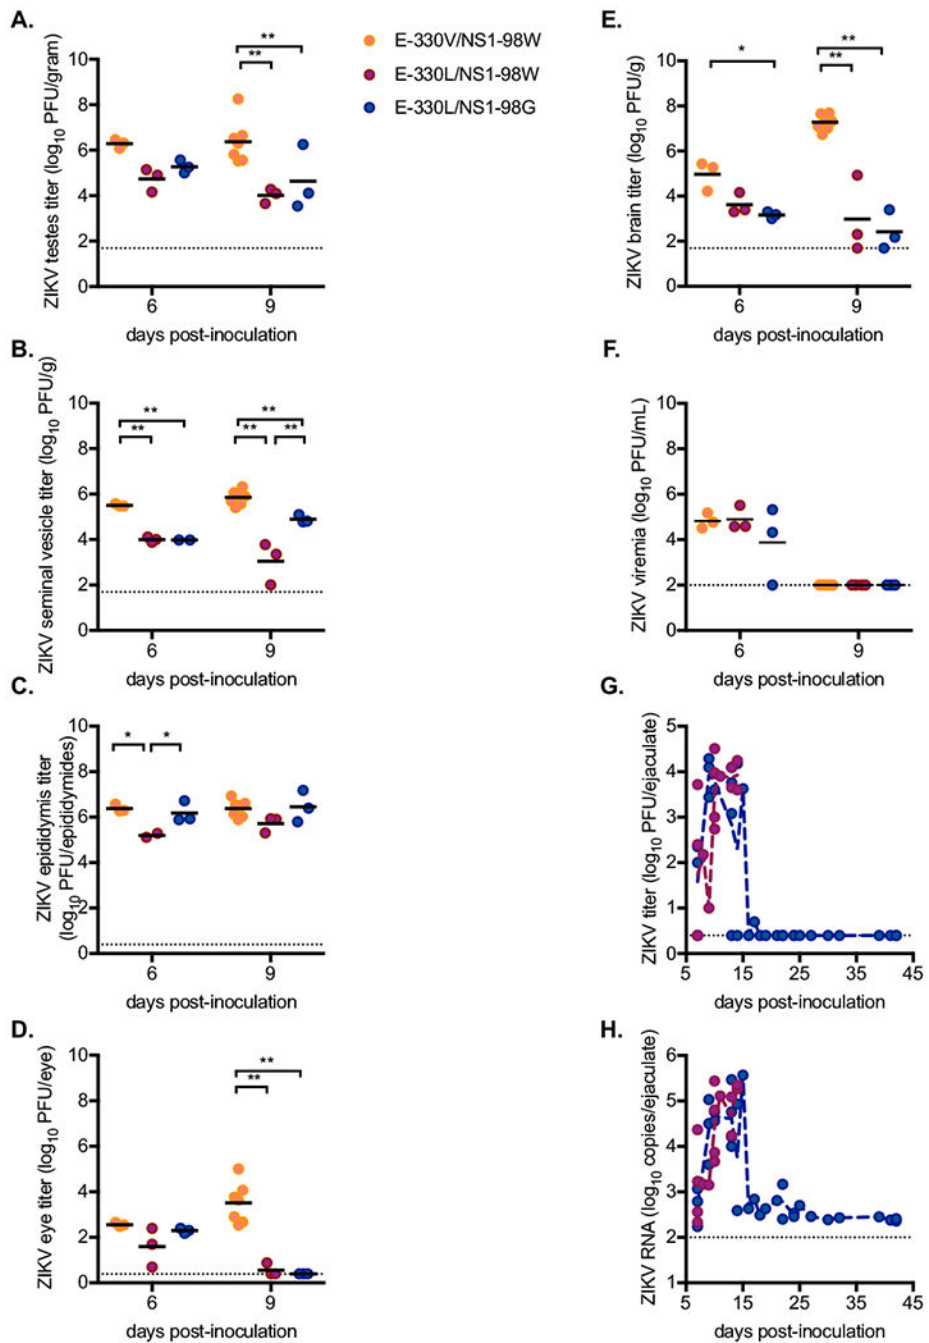 A.
ZIKV testes titer (log10 PFU/gram)
10
8
6
4
2
0
**
**
6
9
days post-inoculation
E-330V/NS1-98W
E-330L/NS1-98W
E-330L/NS1-98G
E.
ZIKV brain titer (log10 PFU/g)
10
8
6
4
2
0
*
**
**
6
9
days post-inoculation
B.
ZIKV seminal vesicle titer (log10 PFU/g)
10
8
6
4
2
0
**
**
**
** **
6
9
days post-inoculation
F.
ZIKV viremia (log10 PFU/mL)
10
8
6
4
2
0
6
9
days post-inoculation
C.
ZIKV epididymis titer
(log10 PFU/epididymides)
10
8
6
4
2
0
* *
6
9
days post-inoculation
G.
ZIKV titer (log10 PFU/ejaculate)
5
4
3
2
1
0
5 15 25 35 45
days post-inoculation
D.
ZIKV eye titer (log10 PFU/eye)
10
8
6
4
2
0
**
**
6
9
days post-inoculation
H.
ZIKV RNA (log10 copies/ejaculate)
6
5
4
3
2
1
5 15 25 35 45
days post-inoculation